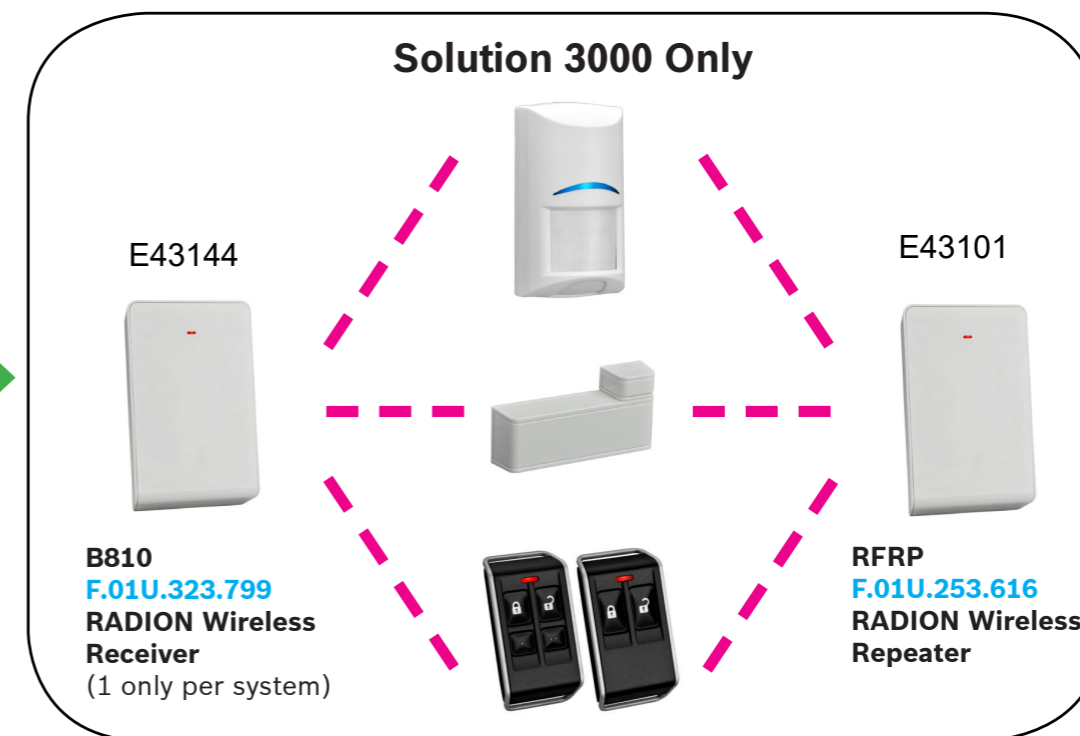 Solution 3000 Only
E43144
E43101
B810
F.01U.323.799
RADION Wireless
Receiver
(1 only per system)
RFRP
F.01U.253.616
RADION Wireless
Repeater